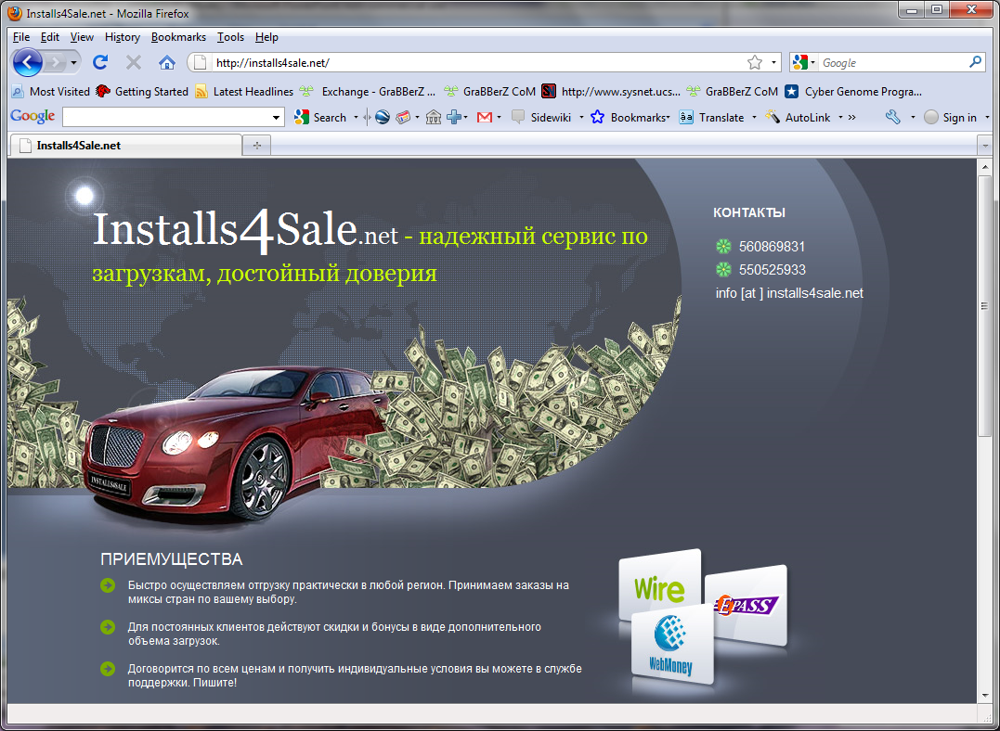 Installs4Sale.net - Mozilla Firefox
File Edit View History Bookmarks Tools Help
http://installs4sale.net/
Google
Most Visited Getting Started Latest Headlines Exchange - GraBBerZ ... GraBBerZ CoM http://www.sysnet.ucs... GraBBerZ CoM Cyber Genome Progra...
Google Search Sidewiki Bookmarks Translate AutoLink » Sign in
Installs4Sale.net
Installs4Sale.net - надежный сервис по
загрузкам, достойный доверия
КОНТАКТЫ
560869831
550525933
info [at ] installs4sale.net
INSTALLS4SALE
ПРИЕМУЩЕСТВА
Быстро осуществляем отгрузку практически в любой регион. Принимаем заказы на
миксы стран по вашему выбору.
Для постоянных клиентов действуют скидки и бонусы в виде дополнительного
объема загрузок.
Договорится по всем ценам и получить индивидуальные условия вы можете в службе
поддержки. Пишите!
Wire
EPASS
WebMoney